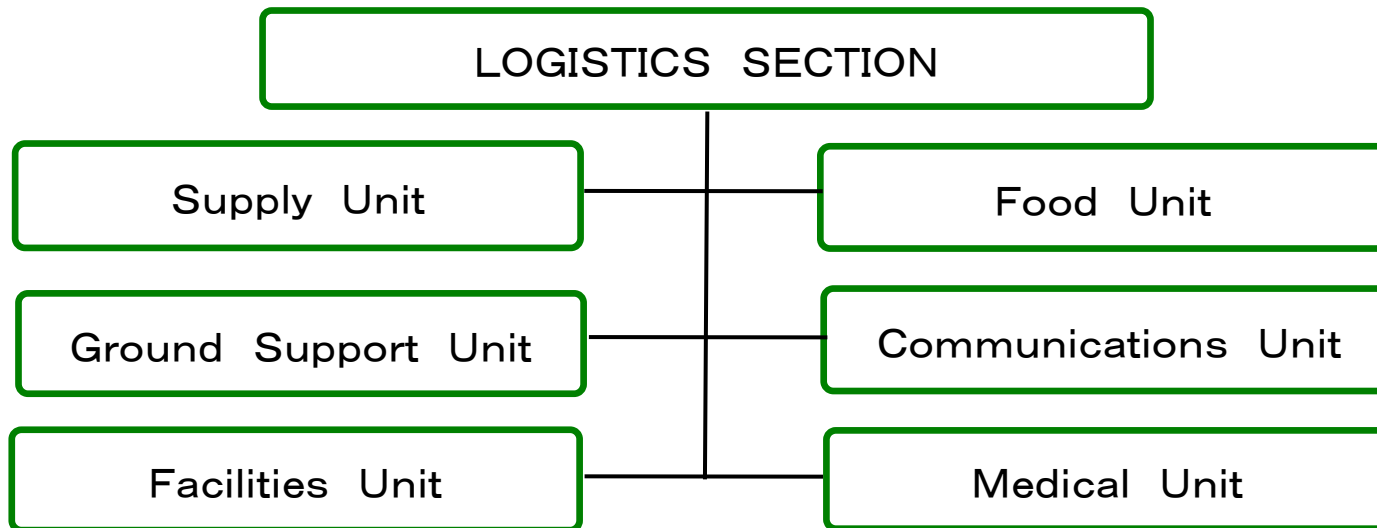 LOGISTICS SECTION
Supply Unit
Food Unit
Ground Support Unit
Communications Unit
Facilities Unit
Medical Unit